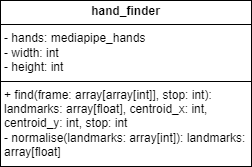 hand_finder
- hands: mediapipe_hands
- width: int
- height: int
+ find(frame: array[array[int]], stop: int):
landmarks: array[float], centroid_x: int,
centroid_y: int, stop: int
- normalise(landmarks: array[int]): landmarks:
array[float]